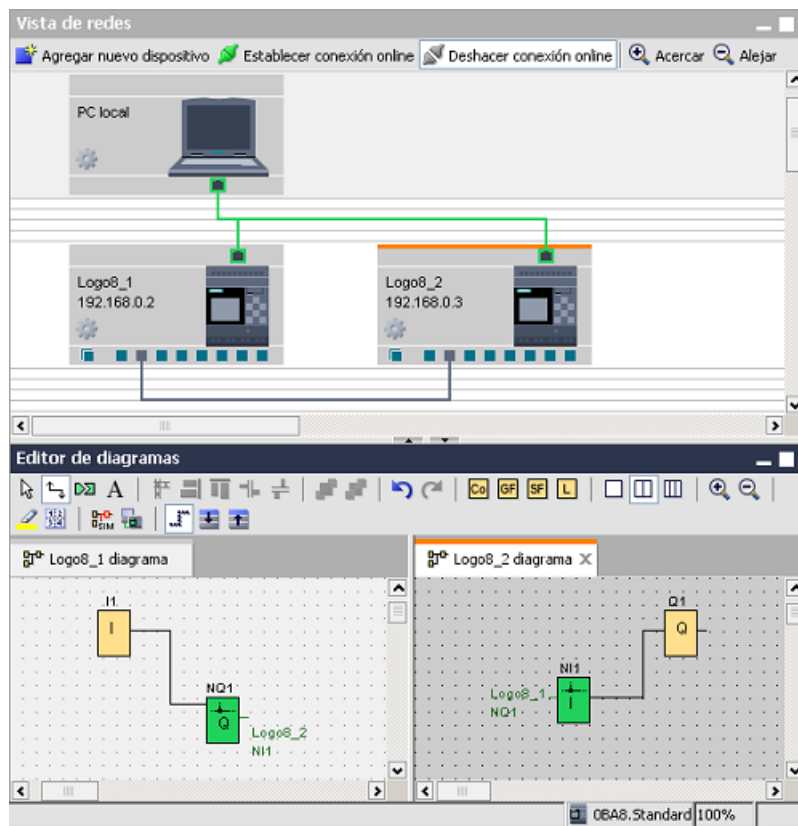 Vista de redes
Agregar nuevo dispositivo Establecer conexión online Deshacer conexión online Acercar Alejar
PC local
Logo8_1
192.168.0.2
Logo8_2
192.168.0.3
Editor de diagramas
A Co GF SF L
SIM
Logo8_1 diagrama
Logo8_2 diagrama
I1
I
NQ1
Q
Logo8_2
NI1
Q1
Q
NI1
I
Logo8_1
NQ1
0BA8.Standard 100%